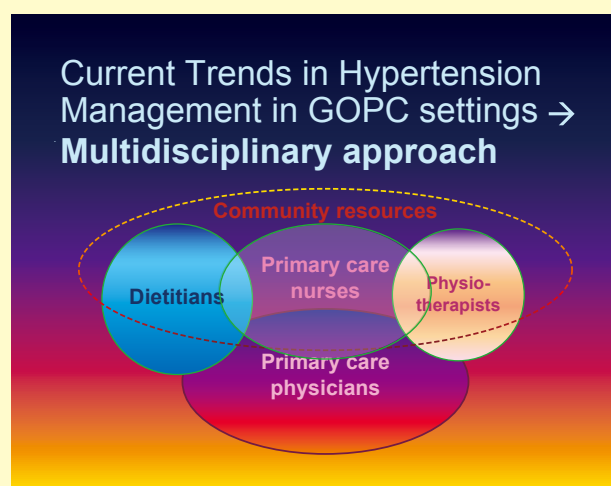 Current Trends in Hypertension
Management in GOPC settings →
Multidisciplinary approach
Community resources
Dietitians
Primary care
nurses
Physio-
therapists
Primary care
physicians